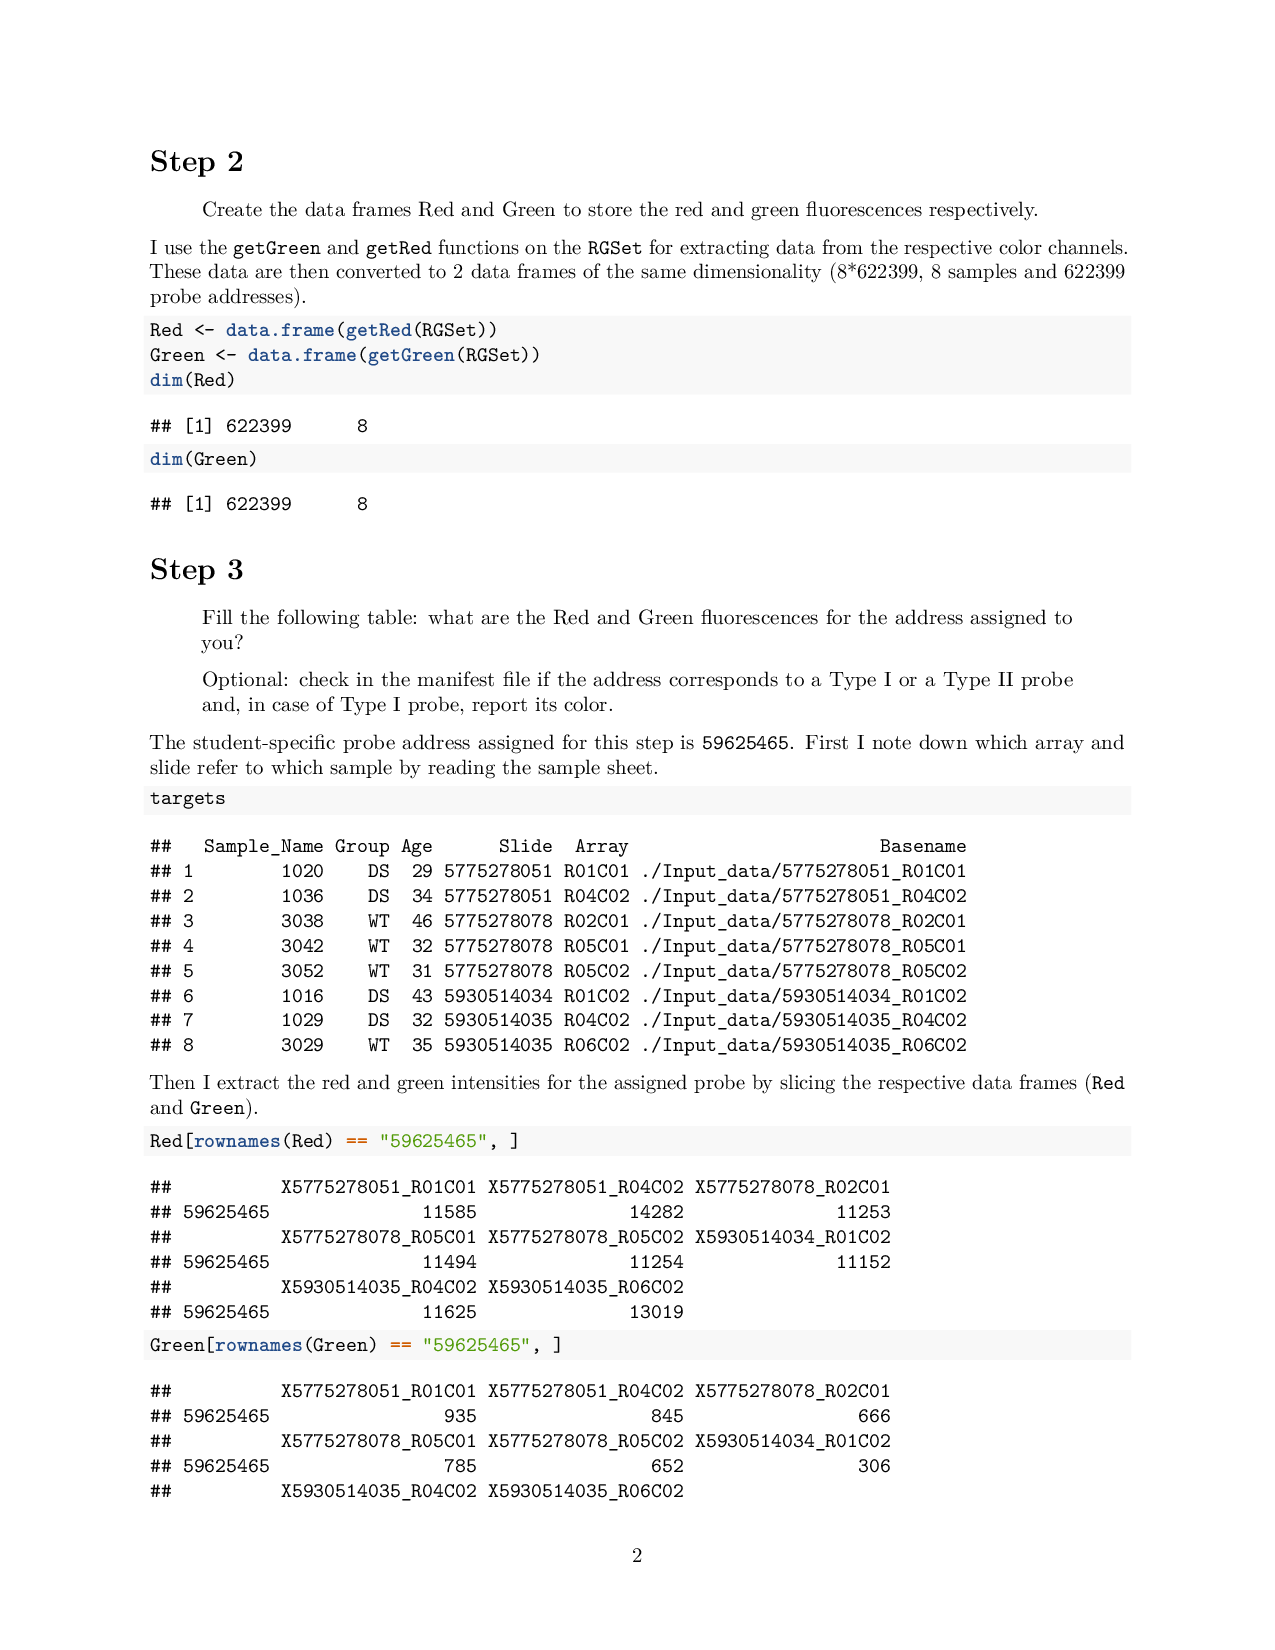 Step 2
Create the data frames Red and Green to store the red and green fluorescences respectively.
I use the getGreen and getRed functions on the RGSet for extracting data from the respective color channels.
These data are then converted to 2 data frames of the same dimensionality (8*622399, 8 samples and 622399
probe addresses).
Red <- data.frame(getRed(RGSet))
Green <- data.frame(getGreen(RGSet))
dim(Red)
## [1] 622399      8
dim(Green)
## [1] 622399      8
Step 3
Fill the following table: what are the Red and Green fluorescences for the address assigned to
you?
Optional: check in the manifest file if the address corresponds to a Type I or a Type II probe
and, in case of Type I probe, report its color.
The student-specific probe address assigned for this step is 59625465. First I note down which array and
slide refer to which sample by reading the sample sheet.
targets
##   Sample_Name Group Age      Slide  Array                       Basename
## 1        1020    DS  29 5775278051 R01C01 ./Input_data/5775278051_R01C01
## 2        1036    DS  34 5775278051 R04C02 ./Input_data/5775278051_R04C02
## 3        3038    WT  46 5775278078 R02C01 ./Input_data/5775278078_R02C01
## 4        3042    WT  32 5775278078 R05C01 ./Input_data/5775278078_R05C01
## 5        3052    WT  31 5775278078 R05C02 ./Input_data/5775278078_R05C02
## 6        1016    DS  43 5930514034 R01C02 ./Input_data/5930514034_R01C02
## 7        1029    DS  32 5930514035 R04C02 ./Input_data/5930514035_R04C02
## 8        3029    WT  35 5930514035 R06C02 ./Input_data/5930514035_R06C02
Then I extract the red and green intensities for the assigned probe by slicing the respective data frames (Red
and Green).
Red[rownames(Red) == "59625465", ]
##          X5775278051_R01C01 X5775278051_R04C02 X5775278078_R02C01
## 59625465              11585              14282              11253
##          X5775278078_R05C01 X5775278078_R05C02 X5930514034_R01C02
## 59625465              11494              11254              11152
##          X5930514035_R04C02 X5930514035_R06C02
## 59625465              11625              13019
Green[rownames(Green) == "59625465", ]
##          X5775278051_R01C01 X5775278051_R04C02 X5775278078_R02C01
## 59625465                935                845                666
##          X5775278078_R05C01 X5775278078_R05C02 X5930514034_R01C02
## 59625465                785                652                306
##          X5930514035_R04C02 X5930514035_R06C02
2